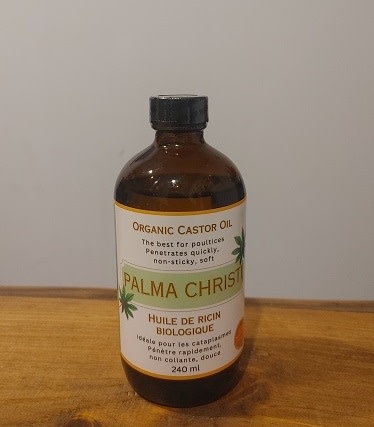 ORGANIC CASTOR OIL
The best for poultices
Penetrates quickly,
non-sticky, soft
PALMA CHRISTI
HUILE DE RICIN
BIOLOGIQUE
idéale pour les cataplasmes
Pénètre rapidement,
non collante, douce
240 ml